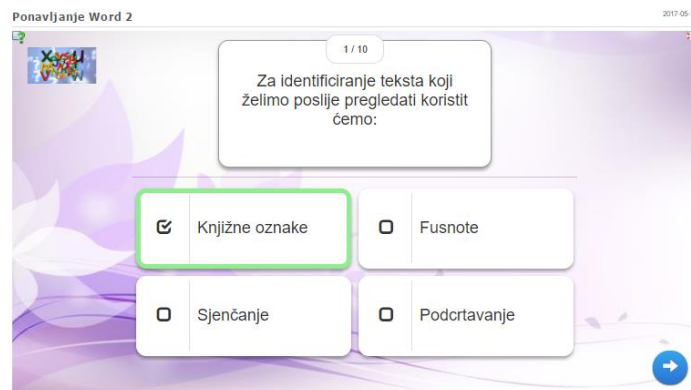 Ponavljanje Word 2
2017-05-
1 / 10
Za identificiranje teksta koji
želimo poslije pregledati koristit
ćemo:
Knjižne oznake
Fusnote
Sjenčanje
Podcrtavanje